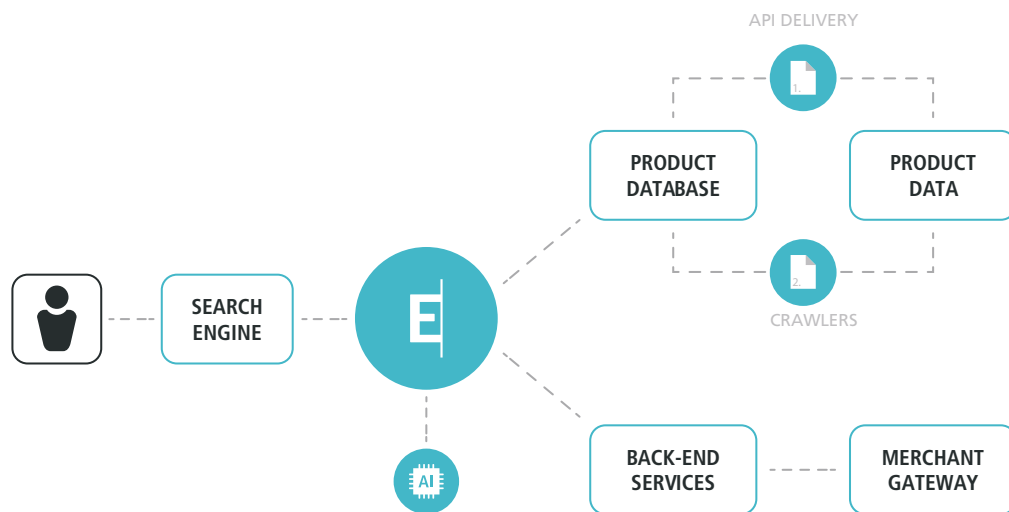 API DELIVERY
1.
PRODUCT
DATABASE
PRODUCT
DATA
2.
CRAWLERS
SEARCH
ENGINE
E
AI
BACK-END
SERVICES
MERCHANT
GATEWAY